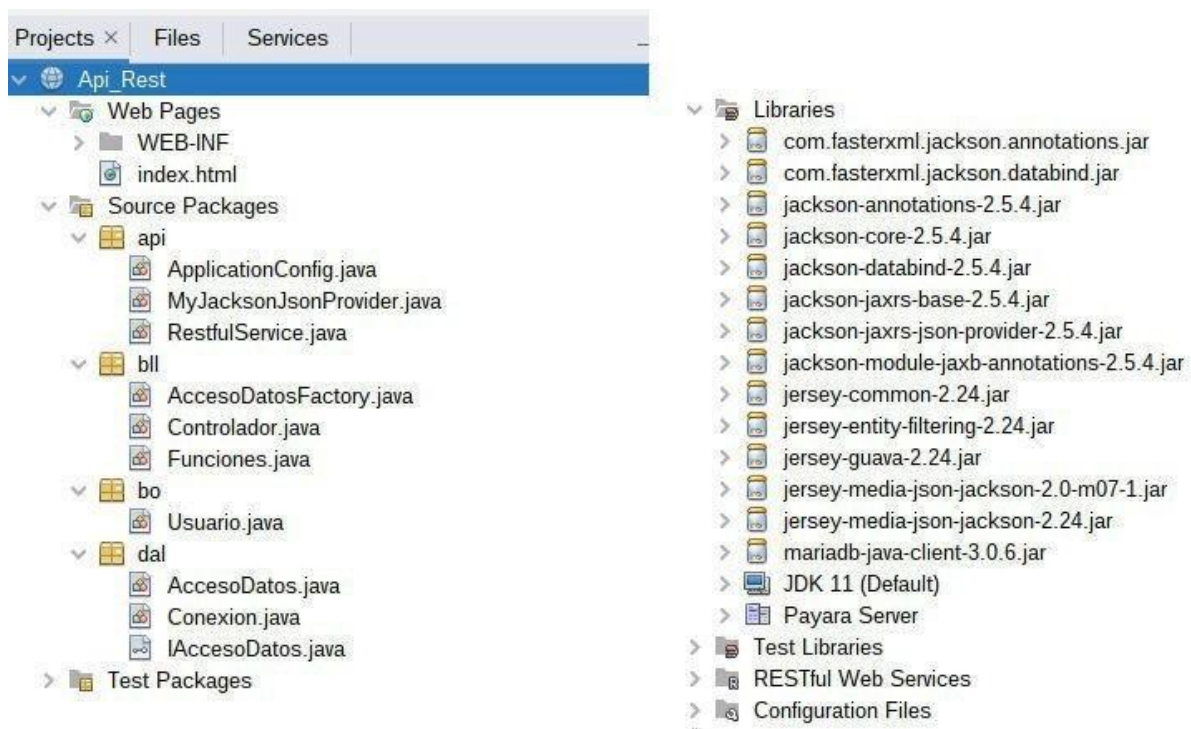 Projects Files Services
Api_Rest
Web Pages
WEB-INF
index.html
Source Packages
api
ApplicationConfig.java
MyJacksonJsonProvider.java
RestfulService.java
bll
AccesoDatosFactory.java
Controlador.java
Funciones.java
bo
Usuario.java
dal
AccesoDatos.java
Conexion.java
IAccesoDatos.java
Test Packages
Libraries
com.fasterxml.jackson.annotations.jar
com.fasterxml.jackson.databind.jar
jackson-annotations-2.5.4.jar
jackson-core-2.5.4.jar
jackson-databind-2.5.4.jar
jackson-jaxrs-base-2.5.4.jar
jackson-jaxrs-json-provider-2.5.4.jar
jackson-module-jaxb-annotations-2.5.4.jar
jersey-common-2.24.jar
jersey-entity-filtering-2.24.jar
jersey-guava-2.24.jar
jersey-media-json-jackson-2.0-m07-1.jar
jersey-media-json-jackson-2.24.jar
mariadb-java-client-3.0.6.jar
JDK 11 (Default)
Payara Server
Test Libraries
RESTful Web Services
Configuration Files